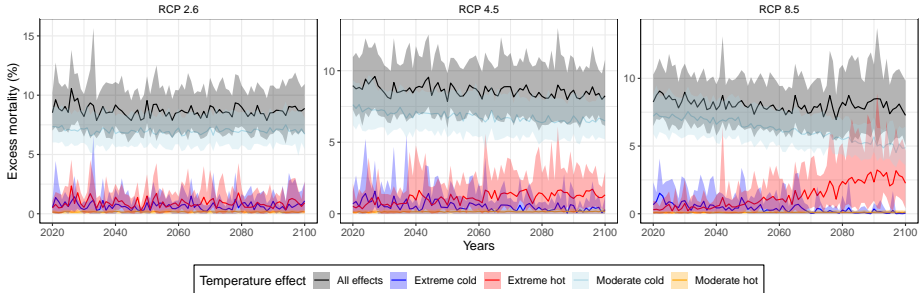 RCP 2.6
RCP 4.5
RCP 8.5
Excess mortality (%)
15
10
5
0
2020
2040
2060
2080
2100
10
5
0
2020
2040
2060
2080
2100
10
5
0
2020
2040
2060
2080
2100
Years
Temperature effect
All effects
Extreme cold
Extreme hot
Moderate cold
Moderate hot